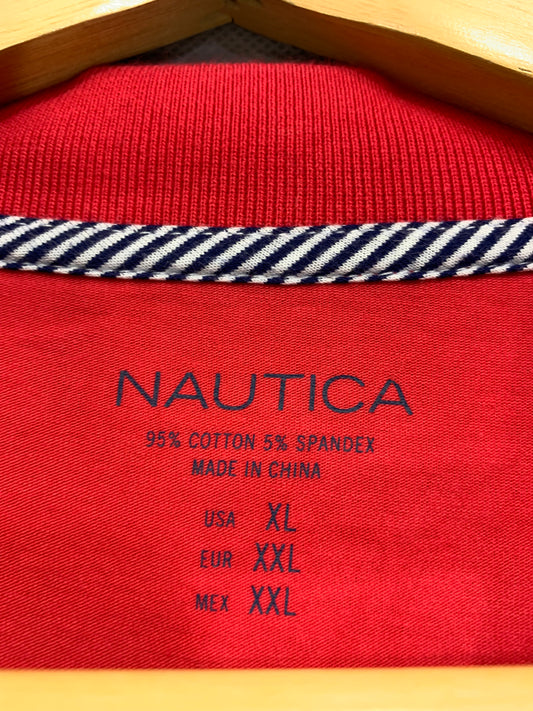 NAUTICA
95% COTTON 5% SPANDEX
MADE IN CHINA
USA XL
EUR XXL
MEX XXL